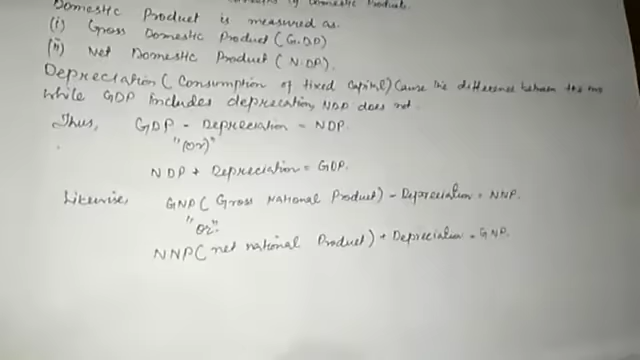 Domestic Product is measured as.
(i) Gross Domestic Product (G.DP)
(ii) Net Domestic Product (N.DP).
Depreciation (Consumption of fixed Capital) Cause the difference between the two
while GDP Includes depreciation, NDP does not.
Thus, GDP - Depreciation = NDP.
"(Or)"
NDP + Depreciation = GDP.
Likewise, GNP (Gross National Product) - Depreciation = NNP.
"or"
NNP (net national Product) + Depreciation = GNP.